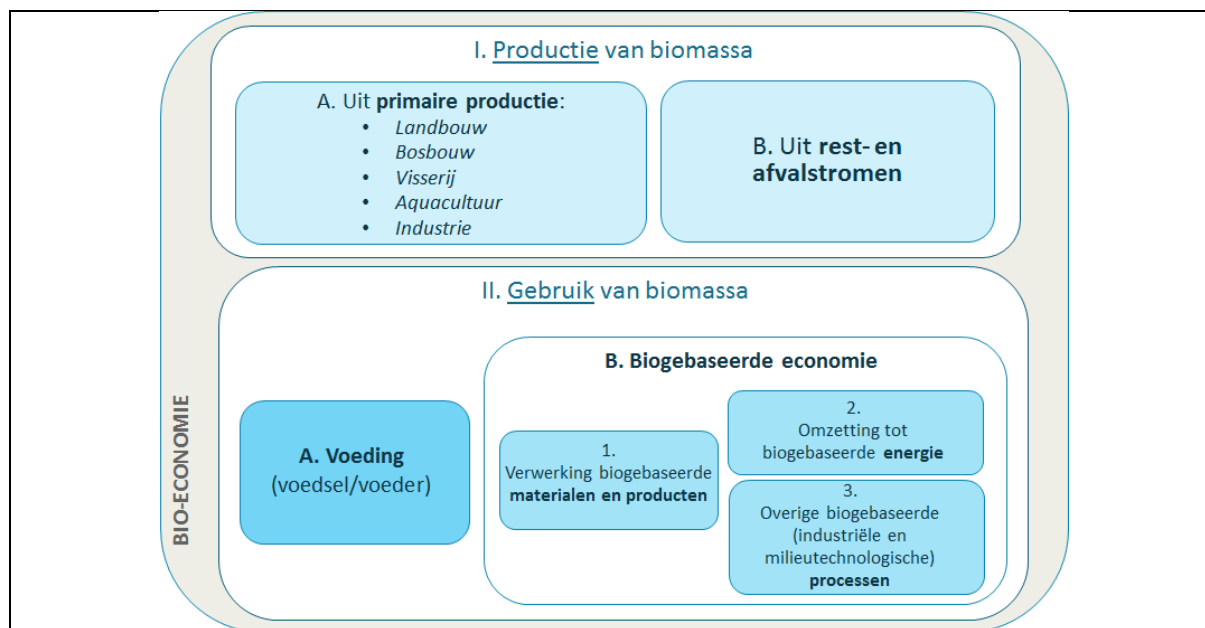 I. Productie van biomassa
A. Uit primaire productie:
• Landbouw
• Bosbouw
• Visserij
• Aquacultuur
• Industrie
B. Uit rest- en
afvalstromen
II. Gebruik van biomassa
BIO-ECONOMIE
A. Voeding
(voedsel/voeder)
B. Biogebaseerde economie
1.
Verwerking biogebaseerde
materialen en producten
2.
Omzetting tot
biogebaseerde energie
3.
Overige biogebaseerde
(industriële en
milieutechnologische)
processen